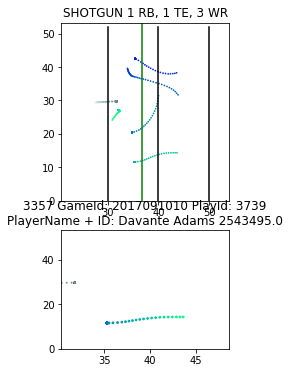 SHOTGUN 1 RB, 1 TE, 3 WR
50
40
30
20
10
0
30 40 50
3357 GameId: 2017091010 PlayId: 3739
PlayerName + ID: Davante Adams 2543495.0
40
20
0
35 40 45